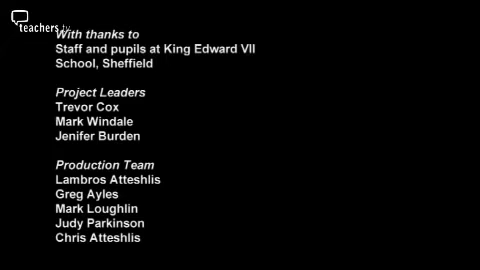 teachers.tv
With thanks to
Staff and pupils at King Edward VII
School, Sheffield
Project Leaders
Trevor Cox
Mark Windale
Jenifer Burden
Production Team
Lambros Atteshlis
Greg Ayles
Mark Loughlin
Judy Parkinson
Chris Atteshlis